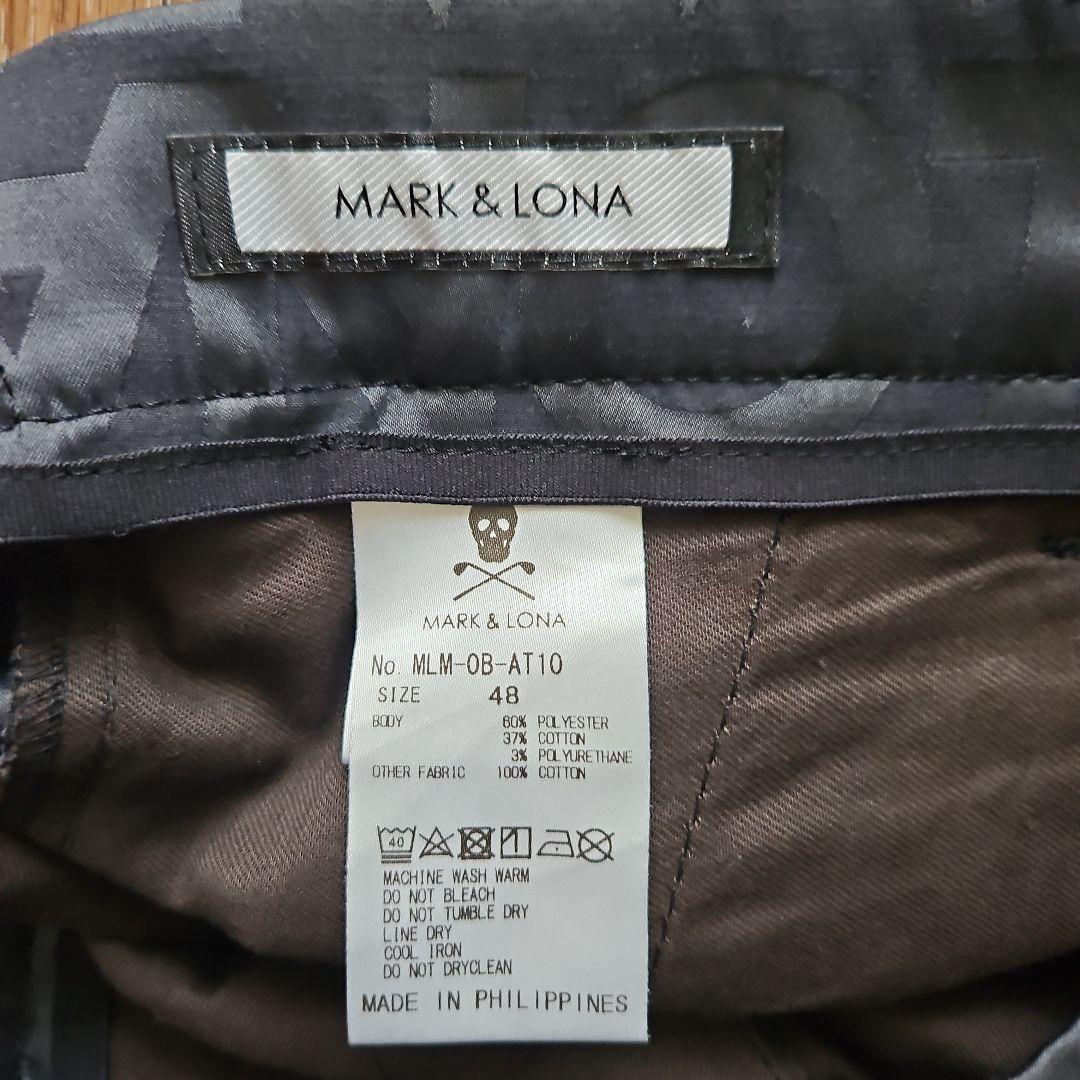 MARK & LONA
MARK & LONA
No. MLM-0B-AT10
SIZE 48
BODY 60% POLYESTER
37% COTTON
3% POLYURETHANE
OTHER FABRIC 100% COTTON
40
MACHINE WASH WARM
DO NOT BLEACH
DO NOT TUMBLE DRY
LINE DRY
COOL IRON
DO NOT DRYCLEAN
MADE IN PHILIPPINES